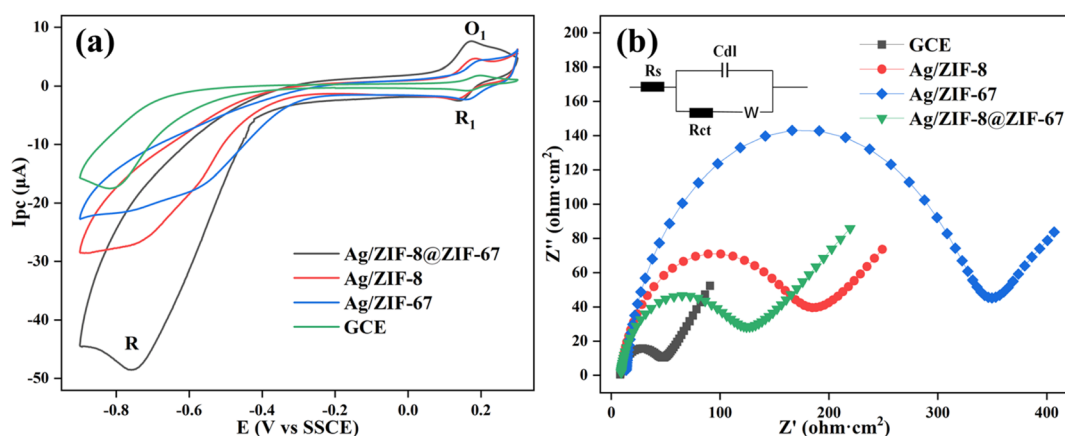 (a)
O₁
R₁
R
Ag/ZIF-8@ZIF-67
Ag/ZIF-8
Ag/ZIF-67
GCE
10
0
-10
-20
-30
-40
-50
Ipc (μA)
-0.8
-0.6
-0.4
-0.2
0.0
0.2
E (V vs SSCE)
(b)
Rs
Cdl
Rct
W
GCE
Ag/ZIF-8
Ag/ZIF-67
Ag/ZIF-8@ZIF-67
200
180
160
140
120
100
80
60
40
20
0
Z'' (ohm·cm²)
0
100
200
300
400
Z' (ohm·cm²)